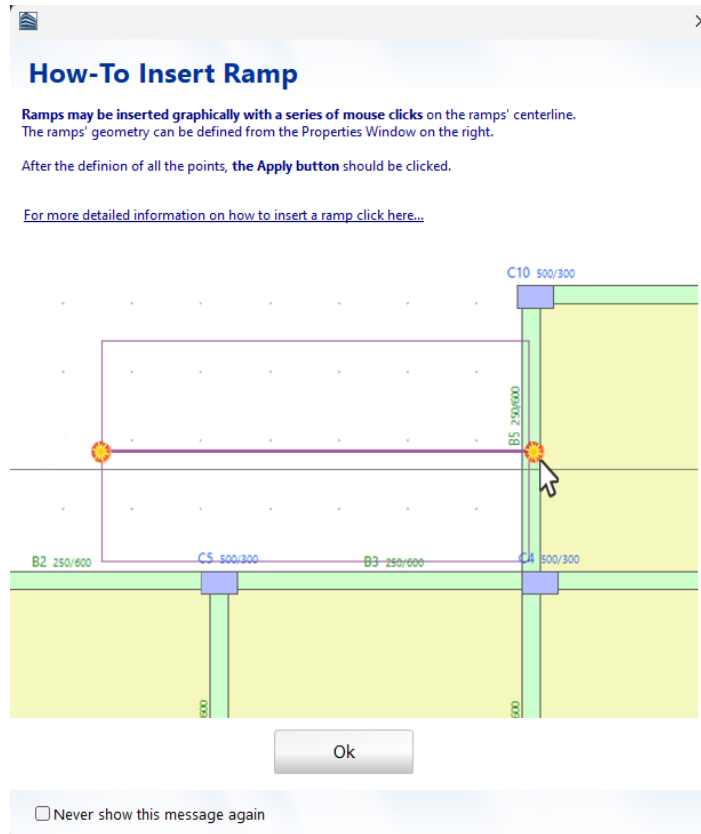 How-To Insert Ramp
Ramps may be inserted graphically with a series of mouse clicks on the ramps' centerline.
The ramps' geometry can be defined from the Properties Window on the right.
After the definion of all the points, the Apply button should be clicked.
For more detailed information on how to insert a ramp click here...
C10 500/300
B5 250/600
B2 250/600
C5 500/300
B3 250/600
C4 500/300
600
600
Ok
Never show this message again